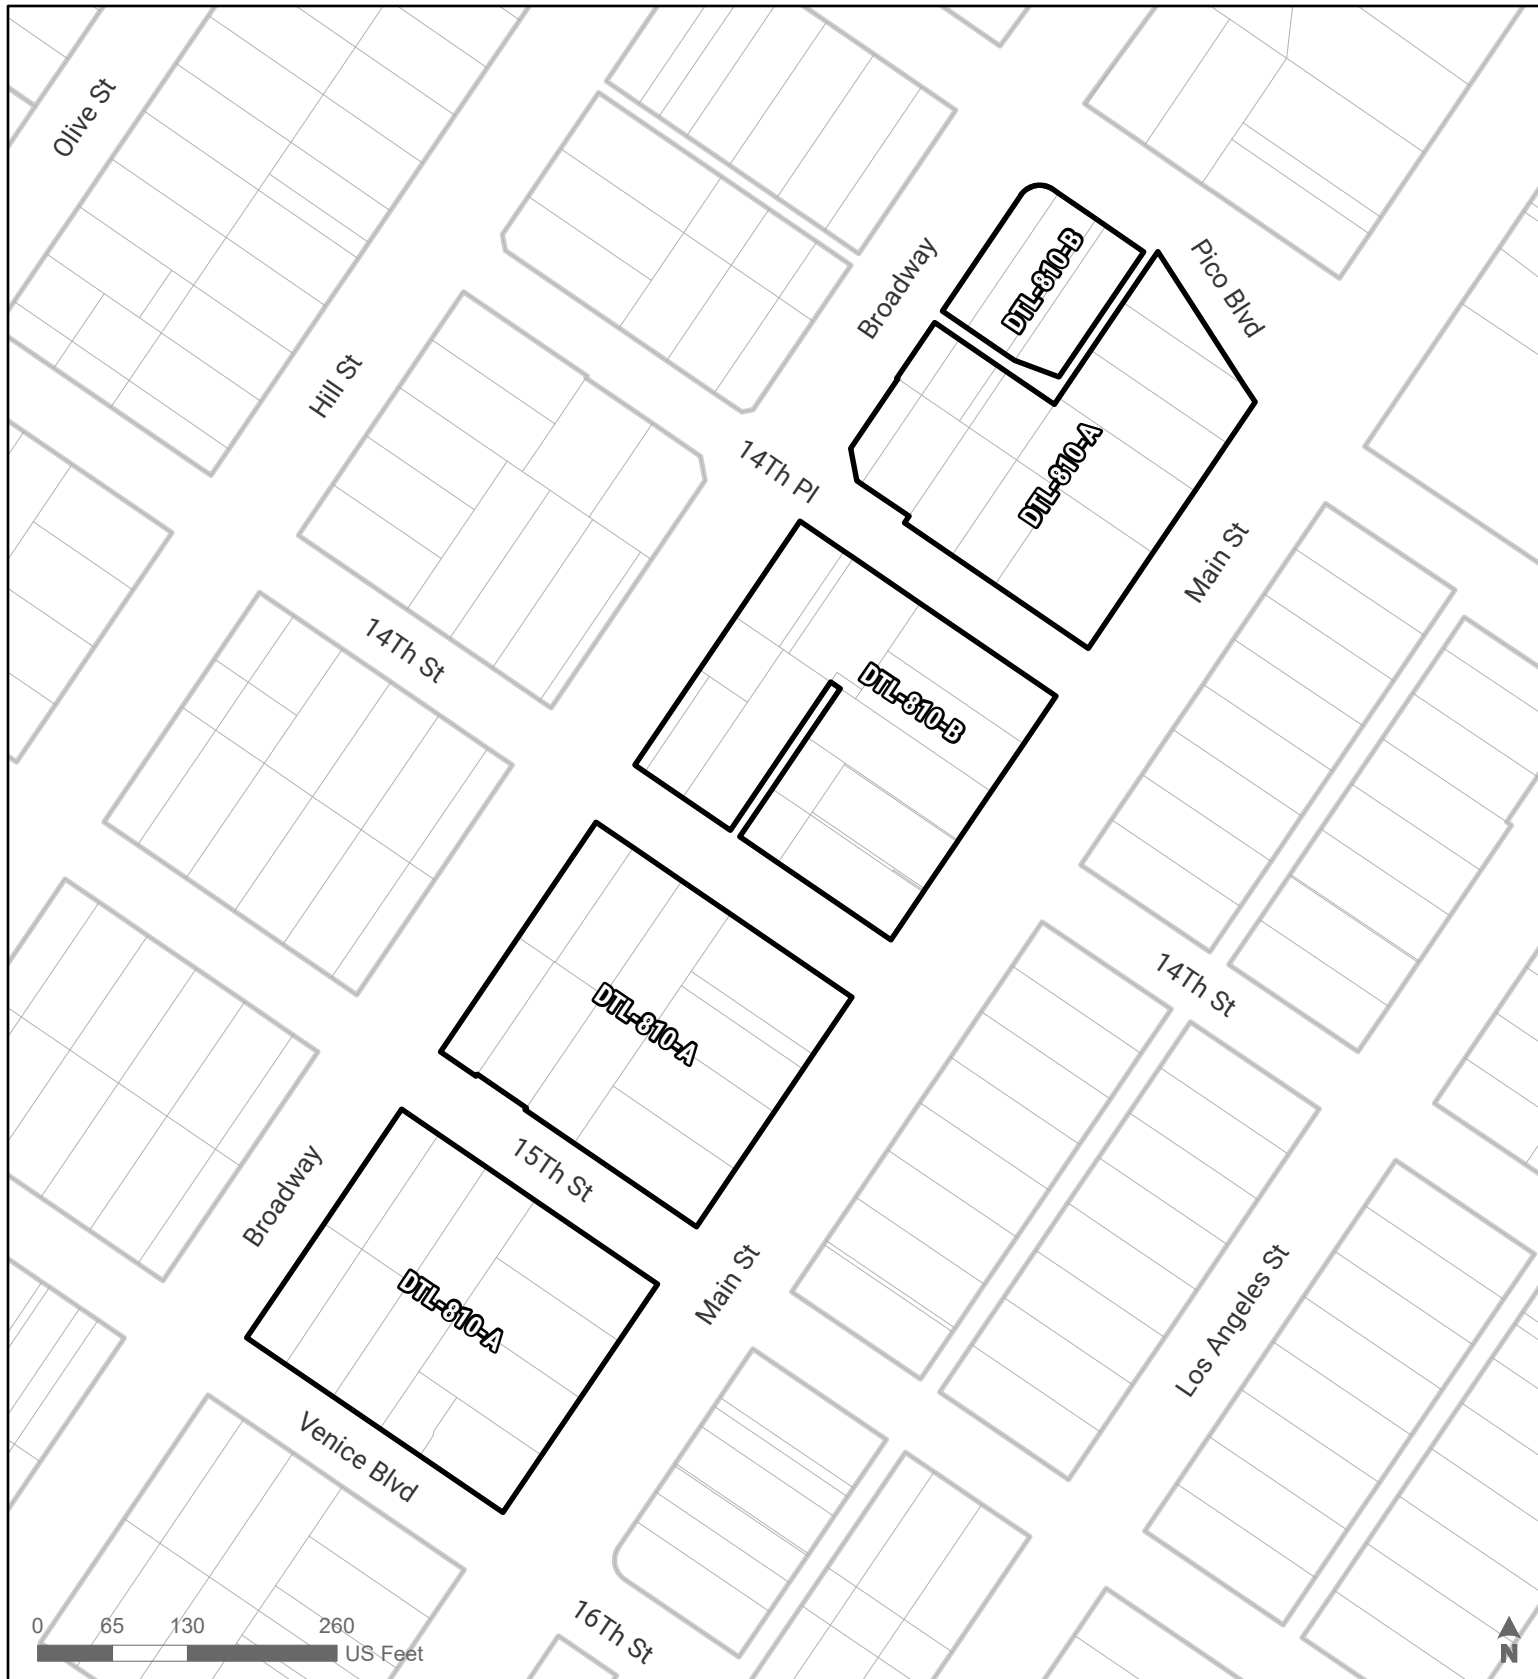 Olive St
Broadway
DTL-810-B
Pico Blvd
Hill St
14Th Pl
DTL-810-A
Main St
14Th St
DTL-810-B
14Th St
DTL-810-A
15Th St
Broadway
Main St
DTL-810-A
Los Angeles St
Venice Blvd
16Th St
0 65 130 260
US Feet
N